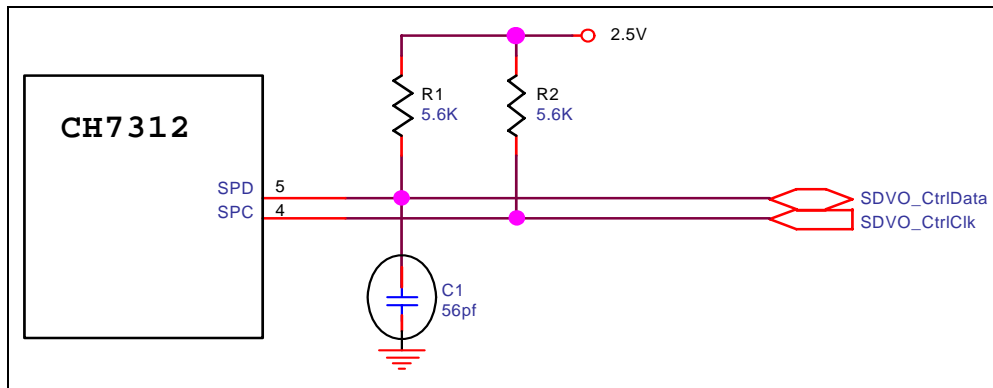 2.5V
R1
5.6K
R2
5.6K
CH7312
SPD 5
SPC 4
SDVO_CtrlData
SDVO_CtrlClk
C1
56pf